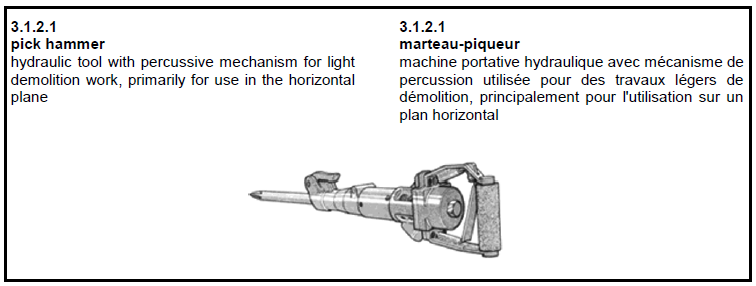 3.1.2.1
pick hammer
hydraulic tool with percussive mechanism for light
demolition work, primarily for use in the horizontal
plane
3.1.2.1
marteau-piqueur
machine portative hydraulique avec mécanisme de
percussion utilisée pour des travaux légers de
démolition, principalement pour l'utilisation sur un
plan horizontal